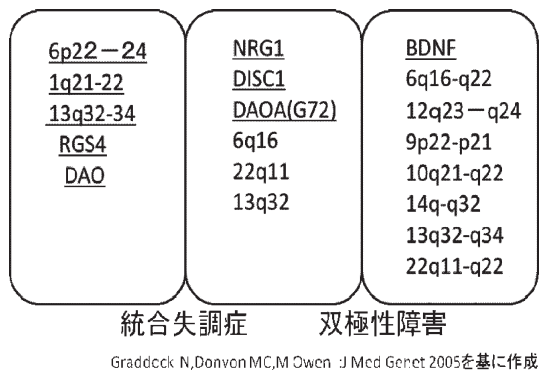 6p22－24
1q21-22
13q32-34
RGS4
DAO
NRG1
DISC1
DAOA(G72)
6q16
22q11
13q32
BDNF
6q16-q22
12q23－q24
9p22-p21
10q21-q22
14q-q32
13q32-q34
22q11-q22
統合失調症 双極性障害
Graddock N,Donvon MC,M Owen :J Med Genet 2005を基に作成